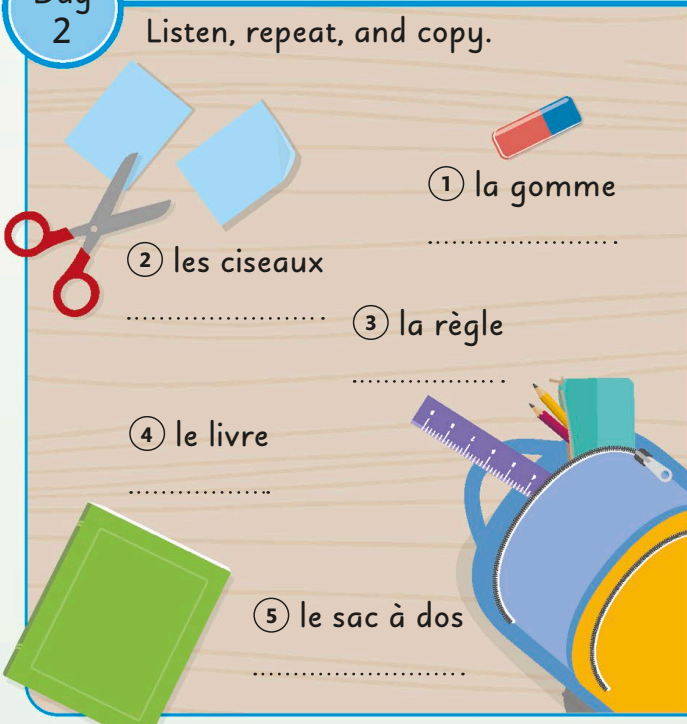 Day
2
Listen, repeat, and copy.
1 la gomme
2 les ciseaux
3 la règle
4 le livre
5 le sac à dos